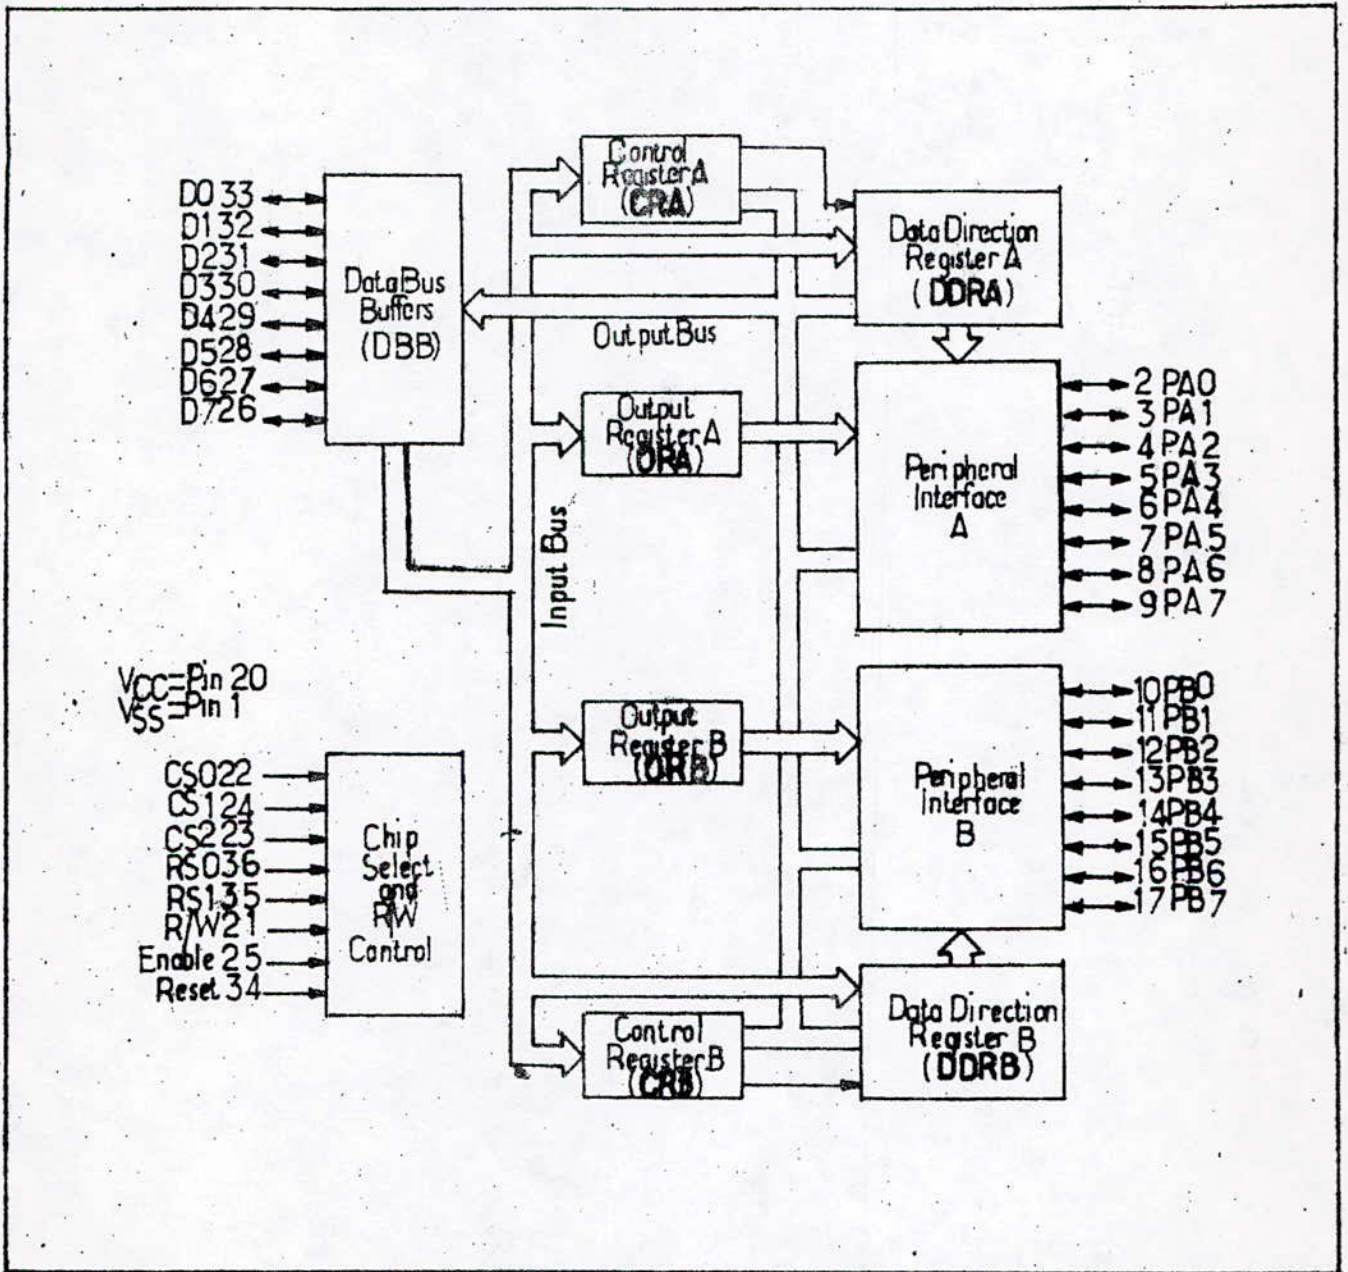 D0 33
D1 32
D2 31
D3 30
D4 29
D5 28
D6 27
D7 26
Data Bus
Buffers
(DBB)
Control
Register A
(CRA)
Data Direction
Register A
(DDRA)
Output Bus
Output
Register A
(ORA)
Input Bus
Peripheral
Interface
A
2 PA0
3 PA1
4 PA2
5 PA3
6 PA4
7 PA5
8 PA6
9 PA7
VCC=Pin 20
VSS=Pin 1
Output
Register B
(ORB)
Peripheral
Interface
B
10 PB0
11 PB1
12 PB2
13 PB3
14 PB4
15 PB5
16 PB6
17 PB7
CS0 22
CS1 24
CS2 23
RS0 36
RS1 35
R/W 21
Enable 25
Reset 34
Chip
Select
and
R/W
Control
Control
Register B
(CRB)
Data Direction
Register B
(DDRB)